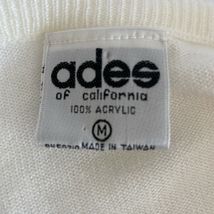 ades
of california
100% ACRYLIC
M
MADE IN TAIWAN